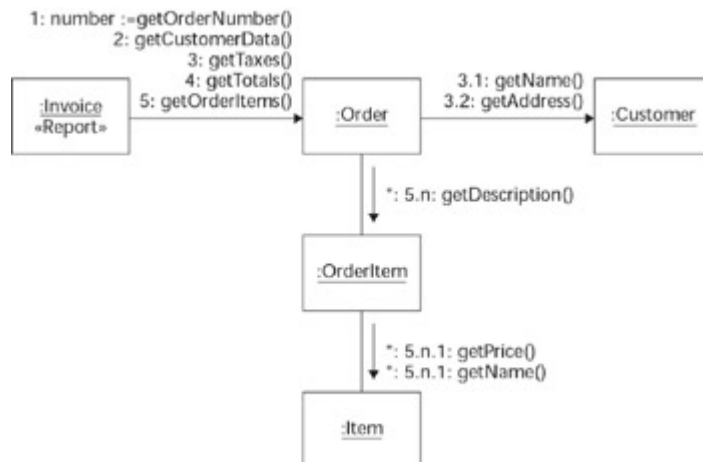 1: number :=getOrderNumber()
2: getCustomerData()
3: getTaxes()
4: getTotals()
5: getOrderItems()
:Invoice
«Report»
:Order
3.1: getName()
3.2: getAddress()
:Customer
*: 5.n: getDescription()
:OrderItem
*: 5.n.1: getPrice()
*: 5.n.1: getName()
:Item